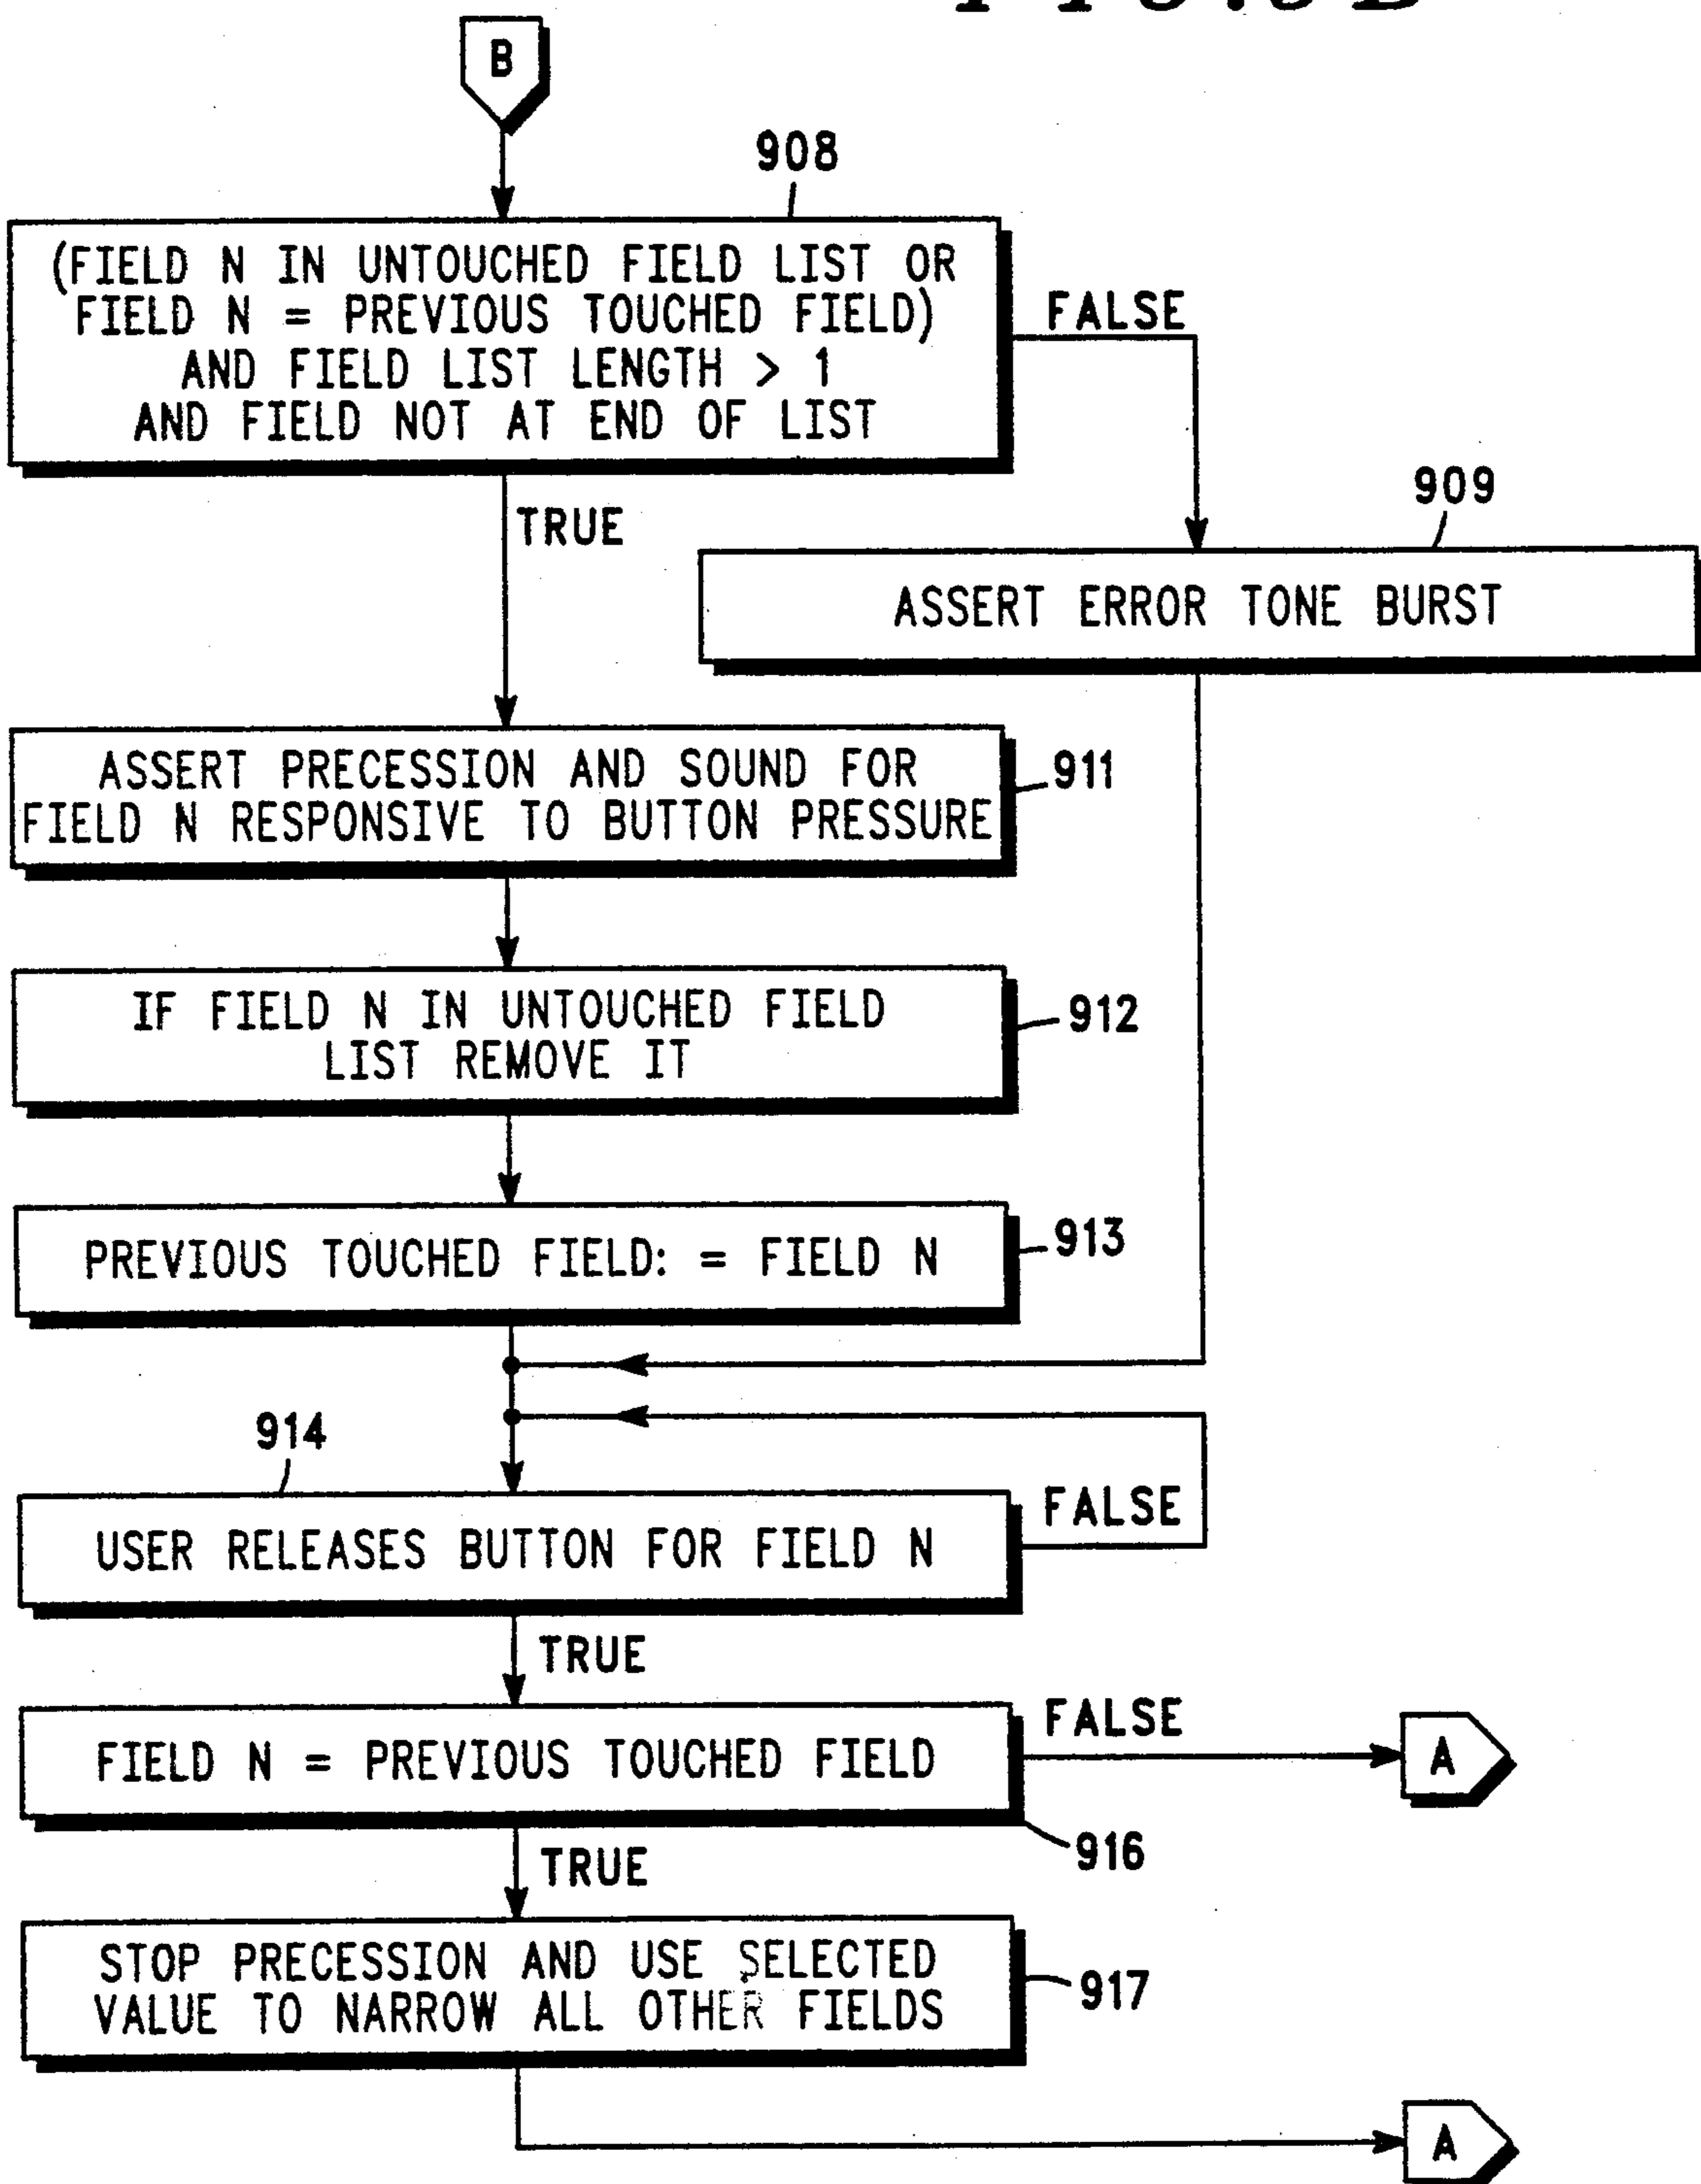 B
908
(FIELD N IN UNTOUCHED FIELD LIST OR
FIELD N = PREVIOUS TOUCHED FIELD)
AND FIELD LIST LENGTH > 1
AND FIELD NOT AT END OF LIST
FALSE
TRUE
909
ASSERT ERROR TONE BURST
ASSERT PRECESSION AND SOUND FOR
FIELD N RESPONSIVE TO BUTTON PRESSURE
911
IF FIELD N IN UNTOUCHED FIELD
LIST REMOVE IT
912
PREVIOUS TOUCHED FIELD: = FIELD N
913
914
USER RELEASES BUTTON FOR FIELD N
FALSE
TRUE
FIELD N = PREVIOUS TOUCHED FIELD
FALSE
A
916
TRUE
STOP PRECESSION AND USE SELECTED
VALUE TO NARROW ALL OTHER FIELDS
917
A